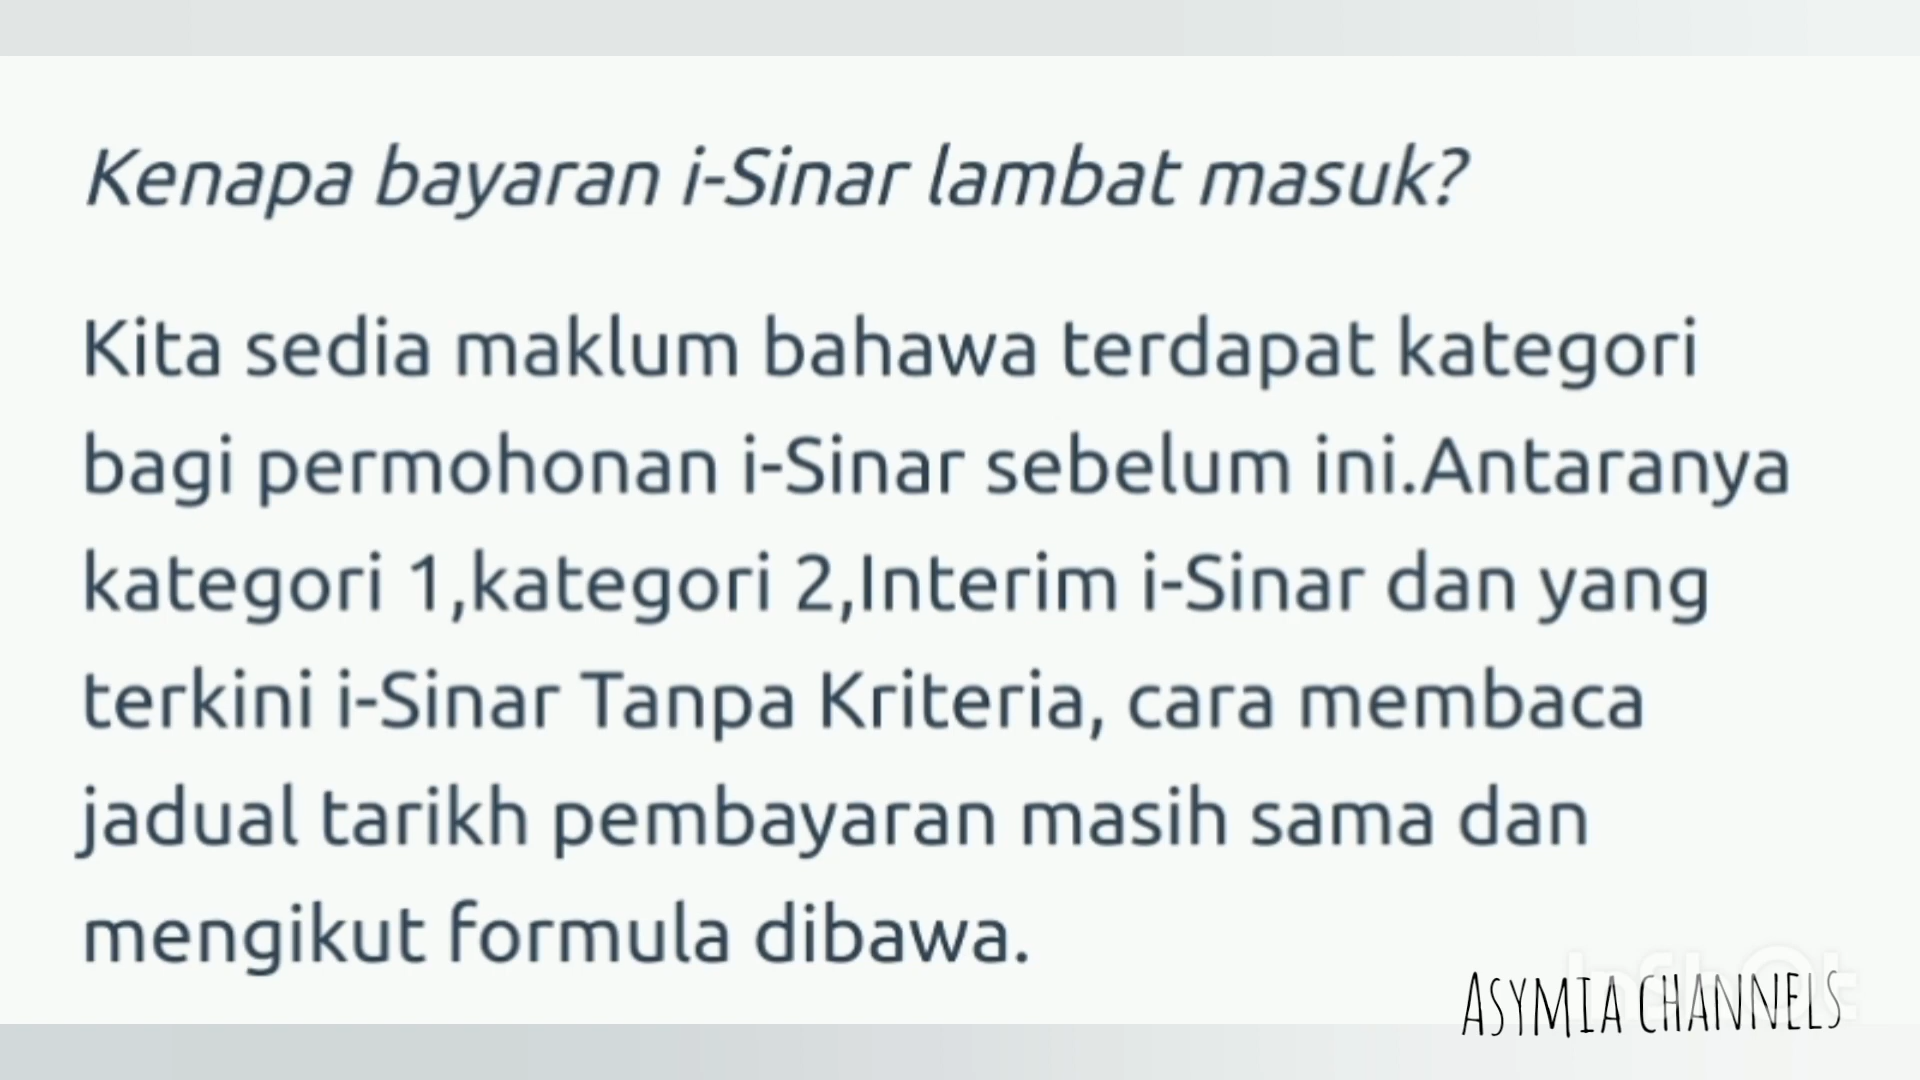 Kenapa bayaran i-Sinar lambat masuk?
Kita sedia maklum bahawa terdapat kategori
bagi permohonan i-Sinar sebelum ini.Antaranya
kategori 1,kategori 2,Interim i-Sinar dan yang
terkini i-Sinar Tanpa Kriteria, cara membaca
jadual tarikh pembayaran masih sama dan
mengikut formula dibawa.
InShOt
ASYMIA CHANNELS